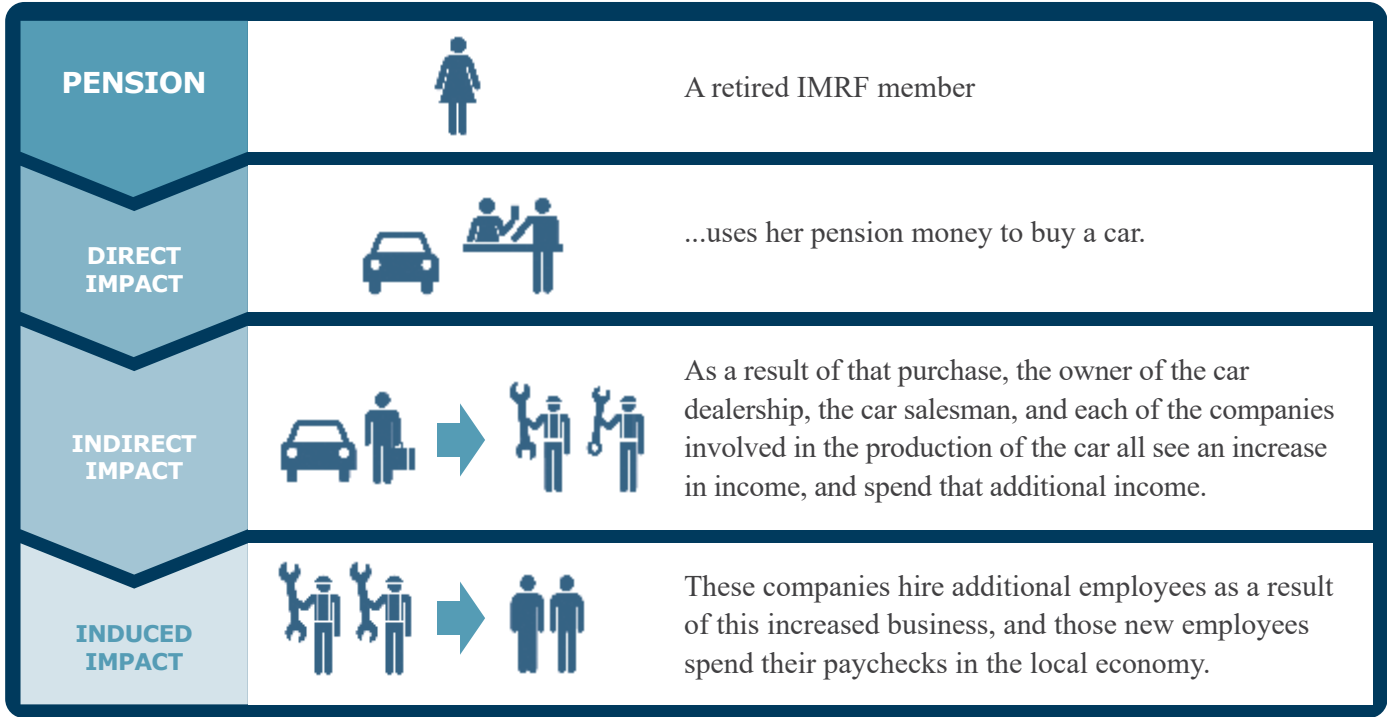 PENSION
A retired IMRF member
DIRECT
IMPACT
...uses her pension money to buy a car.
INDIRECT
IMPACT
As a result of that purchase, the owner of the car
dealership, the car salesman, and each of the companies
involved in the production of the car all see an increase
in income, and spend that additional income.
INDUCED
IMPACT
These companies hire additional employees as a result
of this increased business, and those new employees
spend their paychecks in the local economy.